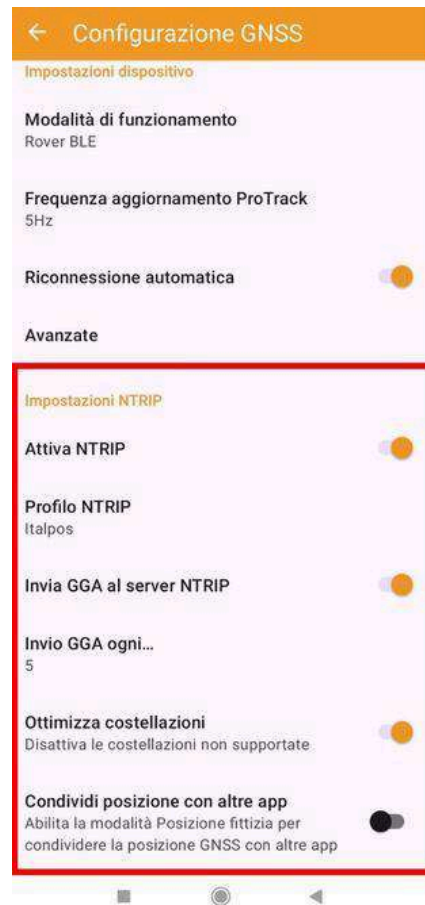 Configurazione GNSS
Impostazioni dispositivo
Modalità di funzionamento
Rover BLE
Frequenza aggiornamento ProTrack
5Hz
Riconnessione automatica
Avanzate
Impostazioni NTRIP
Attiva NTRIP
Profilo NTRIP
Italpos
Invia GGA al server NTRIP
Invio GGA ogni...
5
Ottimizza costellazioni
Disattiva le costellazioni non supportate
Condividi posizione con altre app
Abilita la modalità Posizione fittizia per
condividere la posizione GNSS con altre app